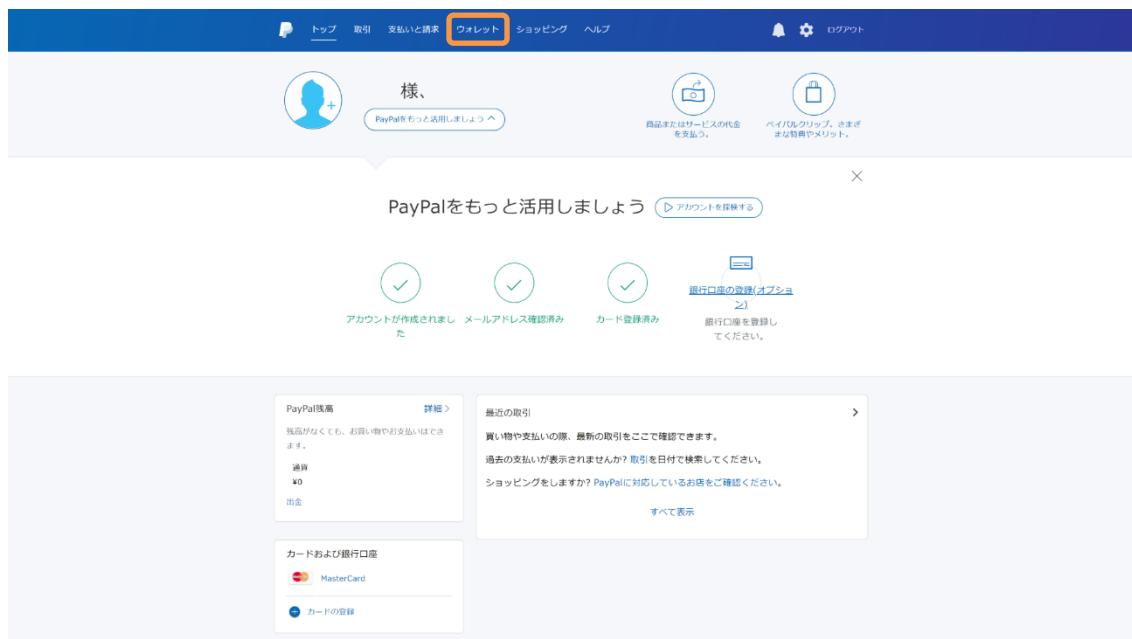 トップ 取引 支払いと請求 ウォレット ショッピング ヘルプ ログアウト
様、
PayPalをもっと活用しましょう
商品またはサービスの代金
を支払う。
ペイパルクリップ。さまざ
まな特典やメリット。
PayPalをもっと活用しましょう
アカウントを探検する
アカウントが作成されまし
た
メールアドレス確認済み
カード登録済み
銀行口座の登録(オプショ
ン)
銀行口座を登録し
てください。
PayPal残高 詳細
残高がなくても、お買い物やお支払いはでき
ます。
通貨
¥0
出金
最近の取引
買い物や支払いの際、最新の取引をここで確認できます。
過去の支払いが表示されませんか? 取引を日付で検索してください。
ショッピングをしますか? PayPalに対応しているお店をご確認ください。
すべて表示
カードおよび銀行口座
MasterCard
カードの登録